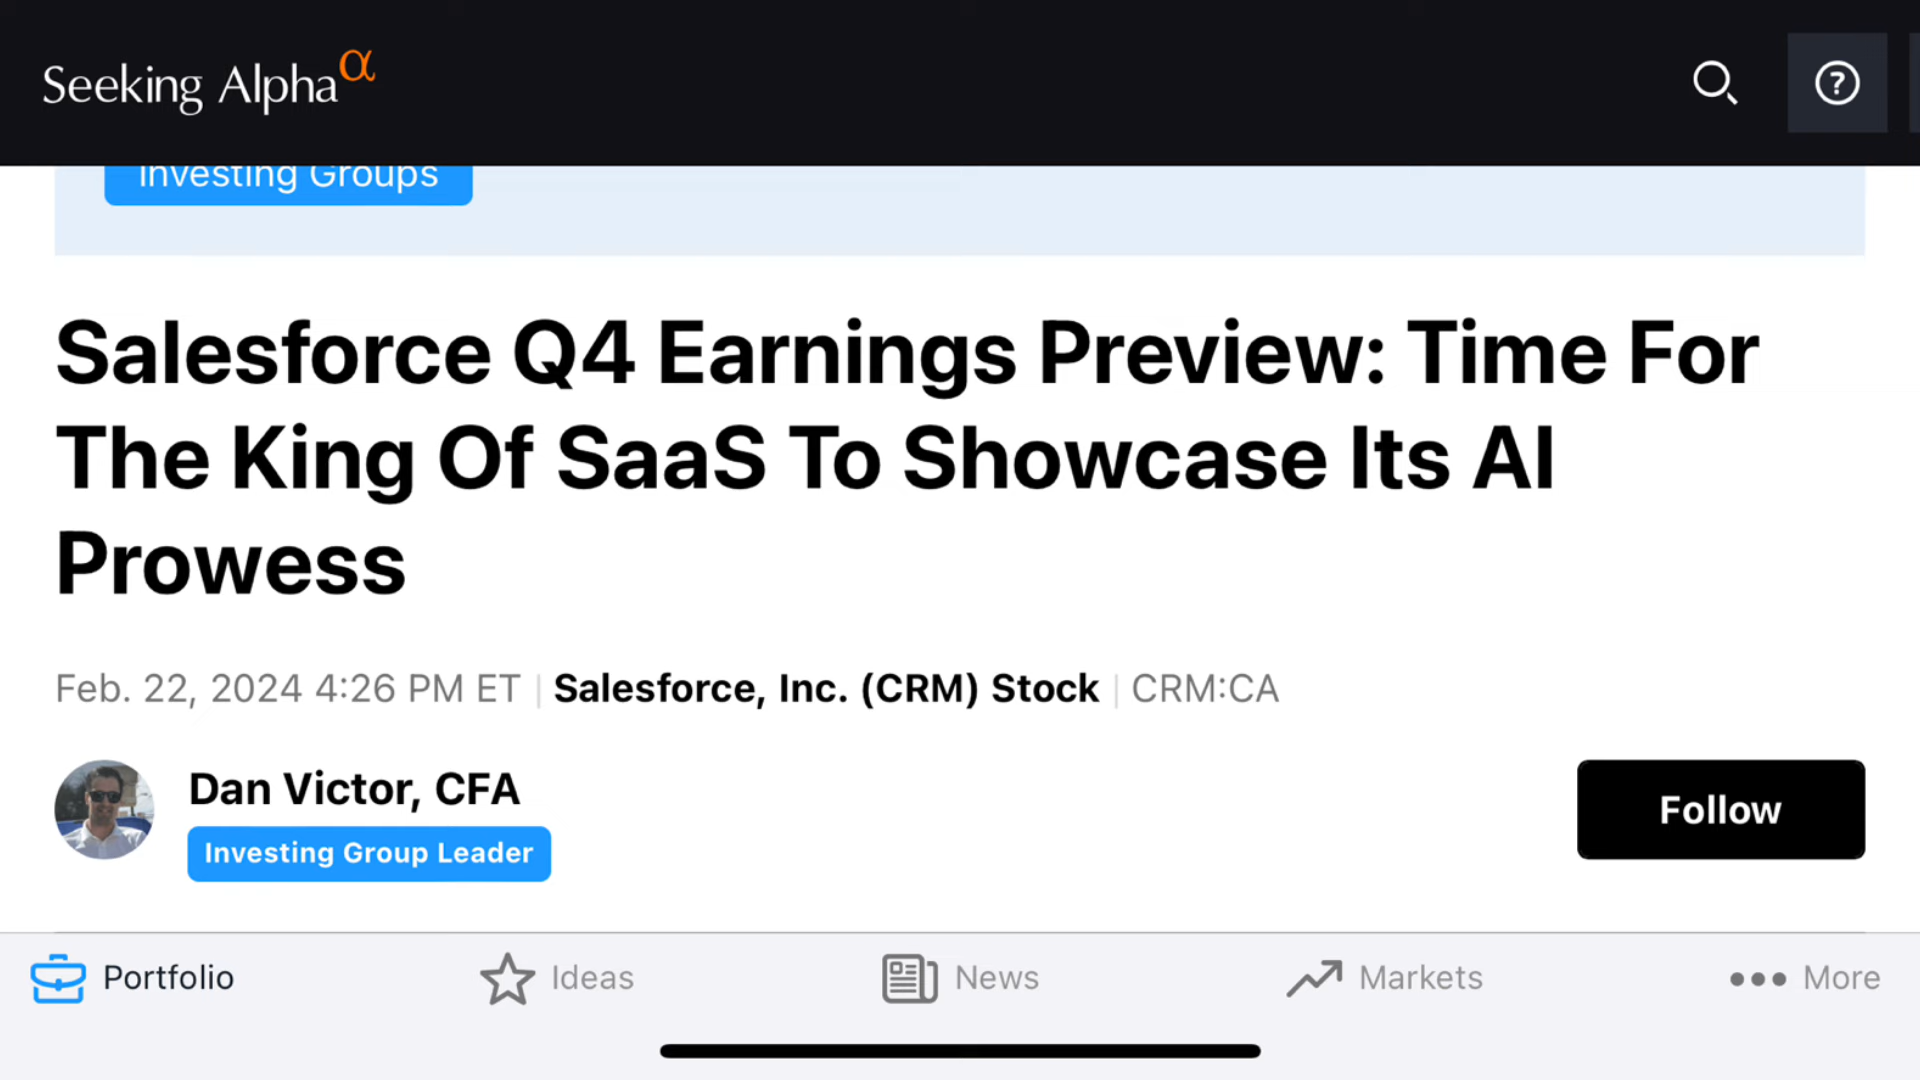 Seeking Alpha α
Investing Groups
Salesforce Q4 Earnings Preview: Time For
The King Of SaaS To Showcase Its AI
Prowess
Feb. 22, 2024 4:26 PM ET | Salesforce, Inc. (CRM) Stock | CRM:CA
Dan Victor, CFA
Investing Group Leader
Follow
Portfolio
Ideas
News
Markets
More